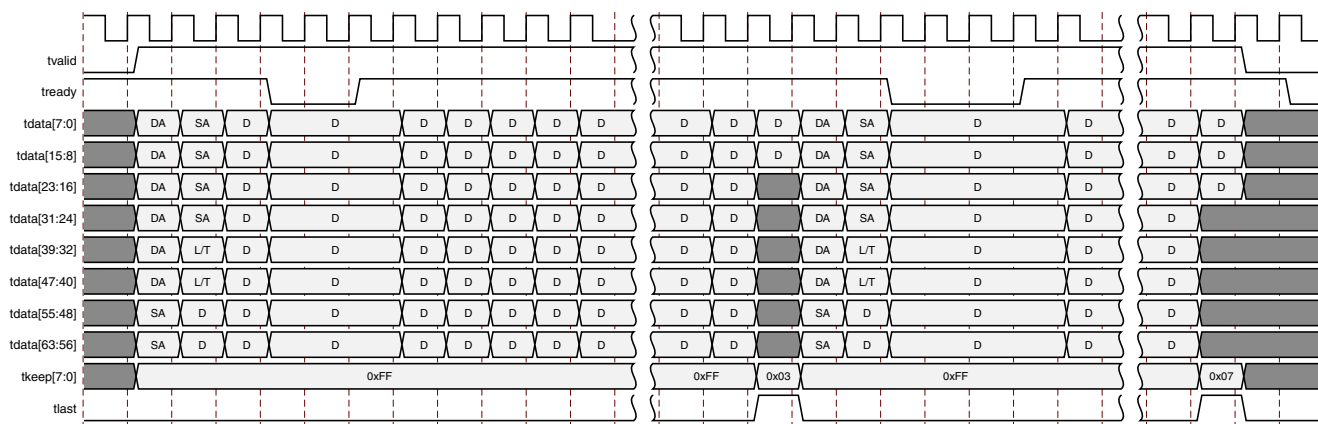 tvalid
tready
tdata[7:0] DA SA D D D D D D D D D D DA SA D D D D
tdata[15:8] DA SA D D D D D D D D D D DA SA D D D D
tdata[23:16] DA SA D D D D D D D D D DA SA D D D D
tdata[31:24] DA SA D D D D D D D D D DA SA D D D
tdata[39:32] DA L/T D D D D D D D D D DA L/T D D D
tdata[47:40] DA L/T D D D D D D D D D DA L/T D D D
tdata[55:48] SA D D D D D D D D D D SA D D D D
tdata[63:56] SA D D D D D D D D D D SA D D D D
tkeep[7:0] 0xFF 0xFF 0x03 0xFF 0x07
tlast